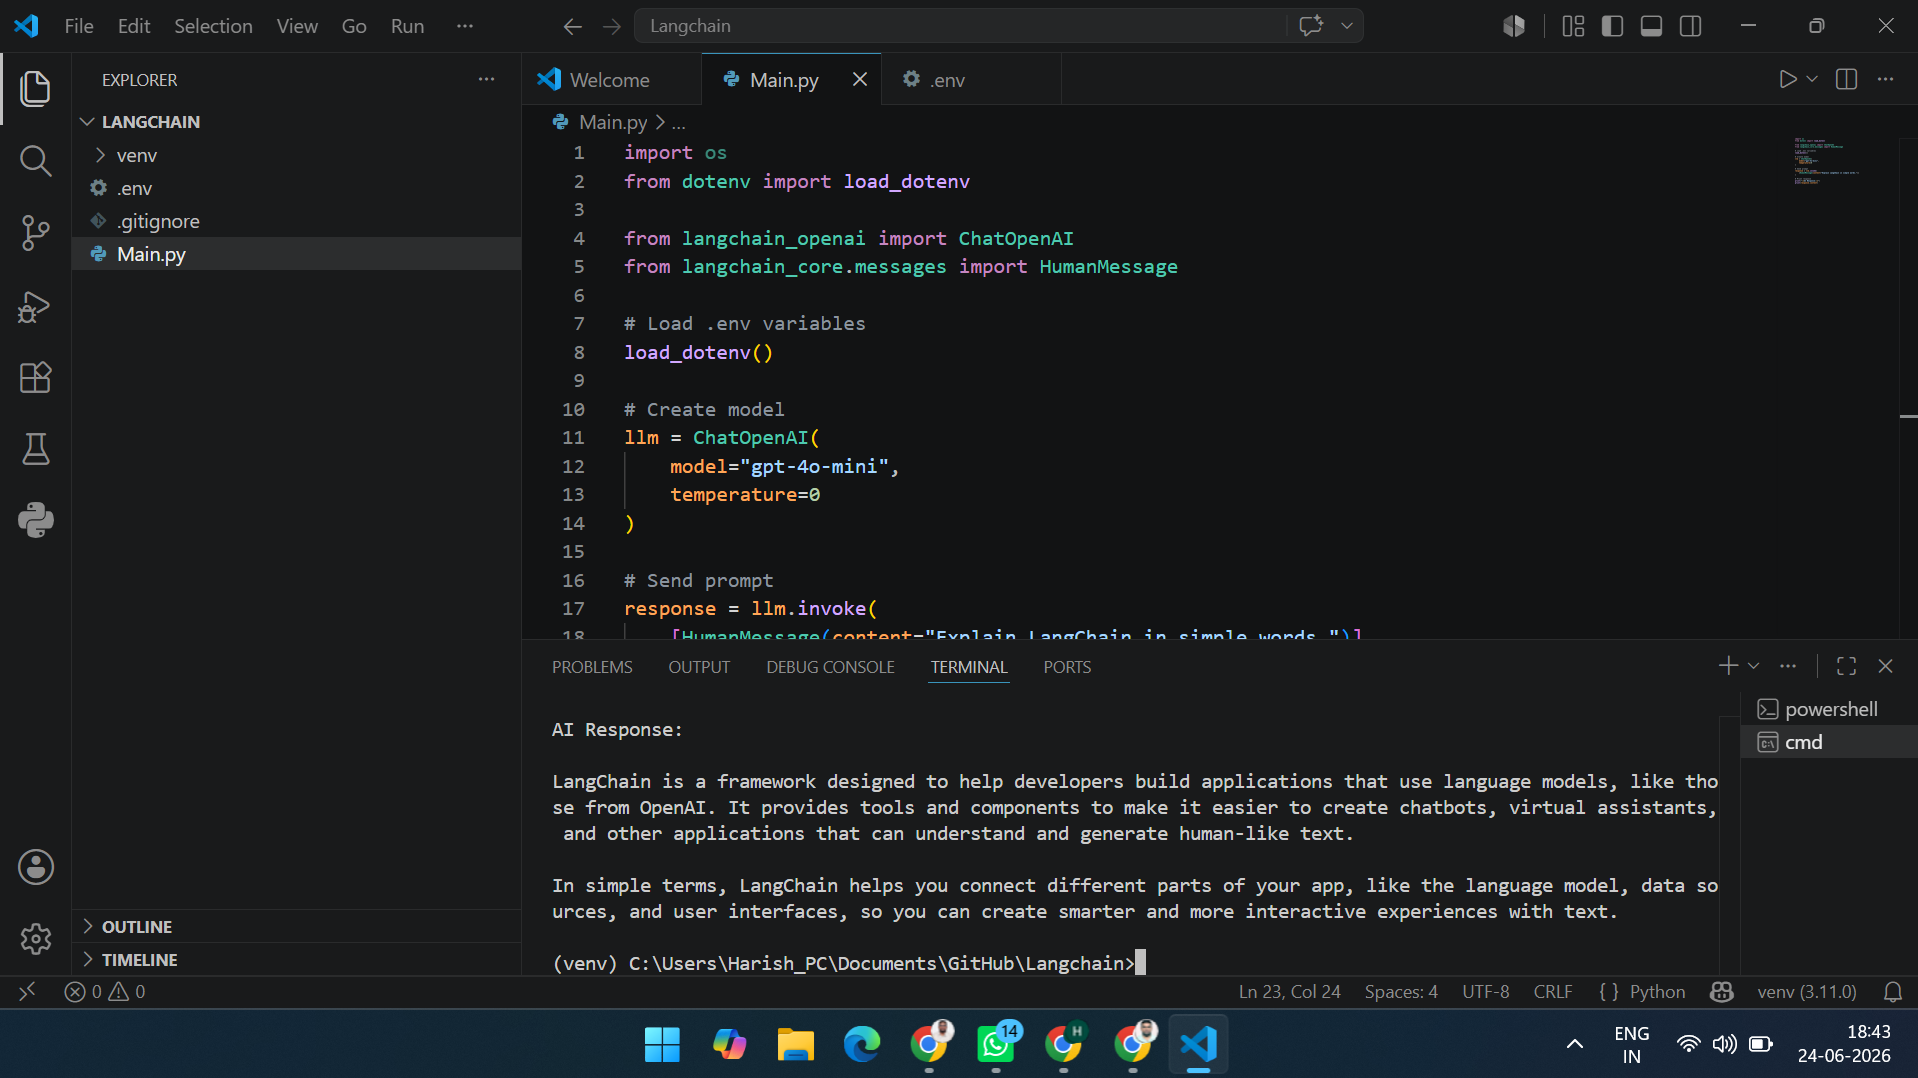 File Edit Selection View Go Run ...
Langchain
EXPLORER
LANGCHAIN
venv
.env
.gitignore
Main.py
OUTLINE
TIMELINE
Welcome
Main.py
.env
Main.py > ...
1 import os
2 from dotenv import load_dotenv
3
4 from langchain_openai import ChatOpenAI
5 from langchain_core.messages import HumanMessage
6
7 # Load .env variables
8 load_dotenv()
9
10 # Create model
11 llm = ChatOpenAI(
12 model="gpt-4o-mini",
13 temperature=0
14 )
15
16 # Send prompt
17 response = llm.invoke(
18 [HumanMessage(content="Explain LangChain in simple words.")]
PROBLEMS OUTPUT DEBUG CONSOLE TERMINAL PORTS
powershell
cmd
AI Response:
LangChain is a framework designed to help developers build applications that use language models, like tho
se from OpenAI. It provides tools and components to make it easier to create chatbots, virtual assistants,
and other applications that can understand and generate human-like text.
In simple terms, LangChain helps you connect different parts of your app, like the language model, data so
urces, and user interfaces, so you can create smarter and more interactive experiences with text.
(venv) C:\Users\Harish_PC\Documents\GitHub\Langchain>
0 0
Ln 23, Col 24 Spaces: 4 UTF-8 CRLF { } Python venv (3.11.0)
14
H
ENG
IN
18:43
24-06-2026